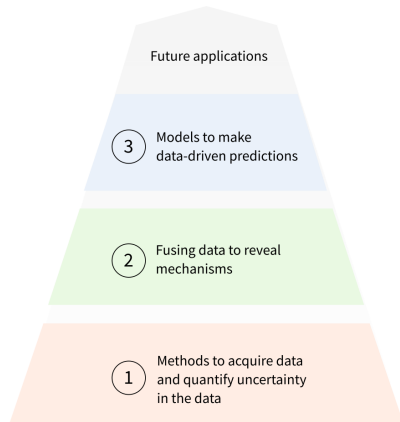 Future applications
3
Models to make
data-driven predictions
2
Fusing data to reveal
mechanisms
1
Methods to acquire data
and quantify uncertainty
in the data